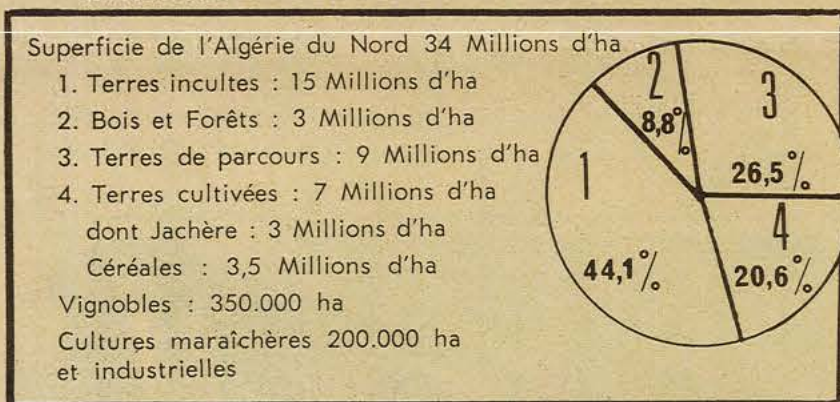 Superficie de l'Algérie du Nord 34 Millions d'ha
1. Terres incultes : 15 Millions d'ha
2. Bois et Forêts : 3 Millions d'ha
3. Terres de parcours : 9 Millions d'ha
4. Terres cultivées : 7 Millions d'ha
dont Jachère : 3 Millions d'ha
Céréales : 3,5 Millions d'ha
Vignobles : 350.000 ha
Cultures maraîchères 200.000 ha
et industrielles
2
8,8%
3
26,5%
1
44,1%
4
20,6%